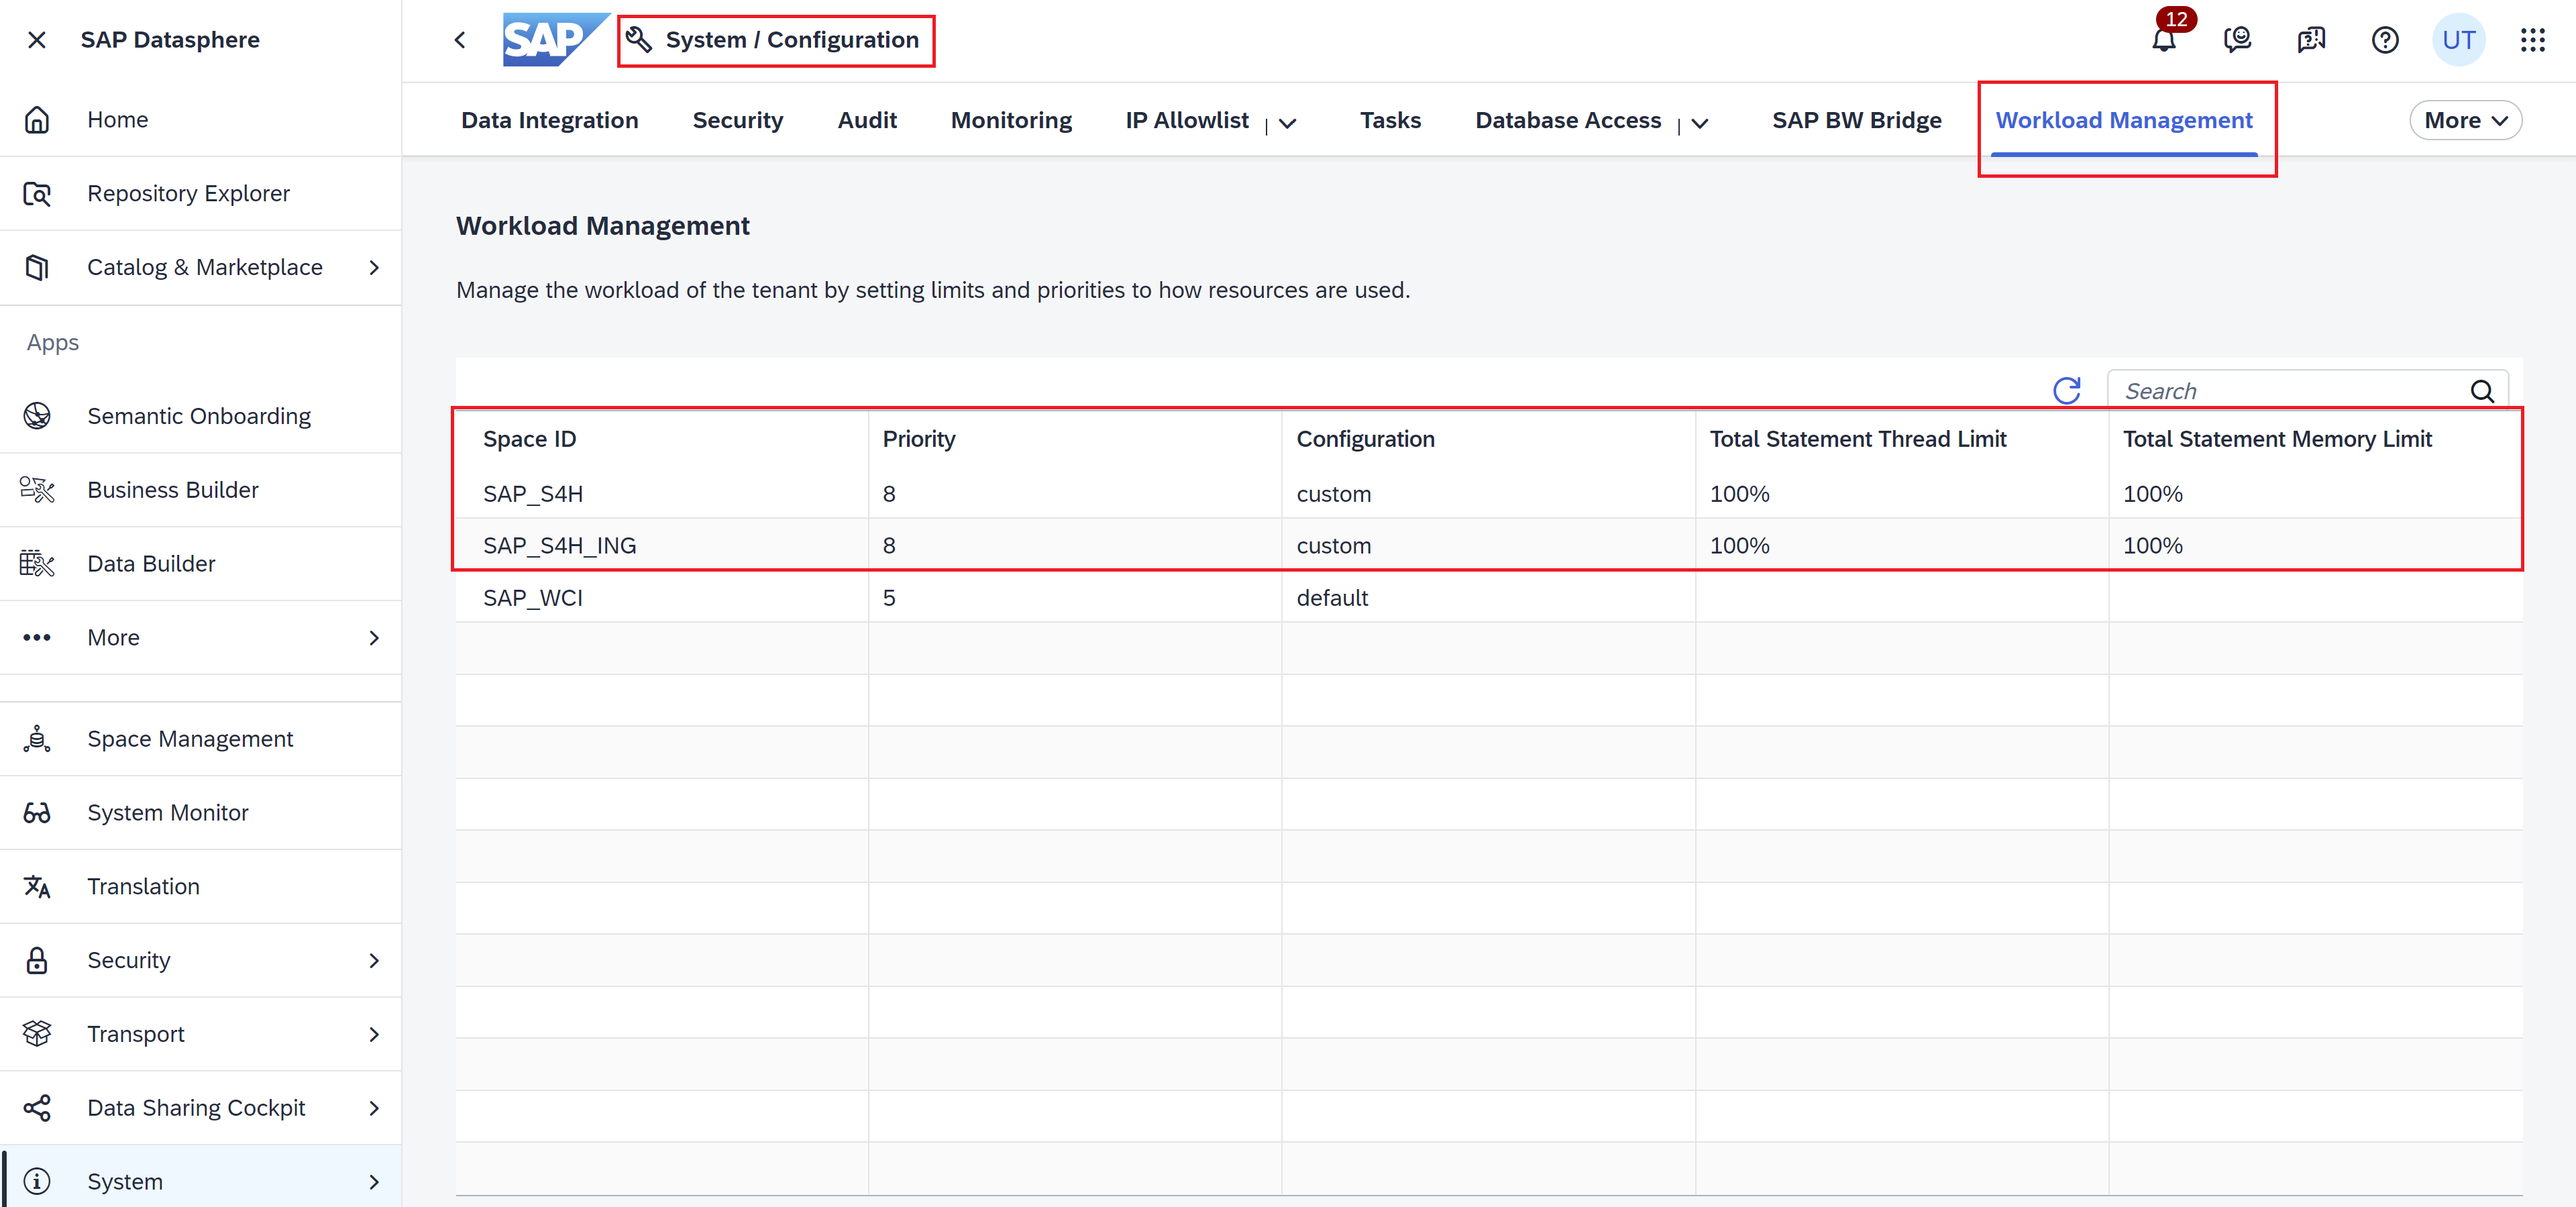 SAP Datasphere
Home
Repository Explorer
Catalog & Marketplace
Apps
Semantic Onboarding
Business Builder
Data Builder
More
Space Management
System Monitor
Translation
Security
Transport
Data Sharing Cockpit
System
SAP System / Configuration
12
UT
Data Integration Security Audit Monitoring IP Allowlist Tasks Database Access SAP BW Bridge Workload Management More
Workload Management
Manage the workload of the tenant by setting limits and priorities to how resources are used.
Search
Space ID Priority Configuration Total Statement Thread Limit Total Statement Memory Limit
SAP_S4H 8 custom 100% 100%
SAP_S4H_ING 8 custom 100% 100%
SAP_WCI 5 default